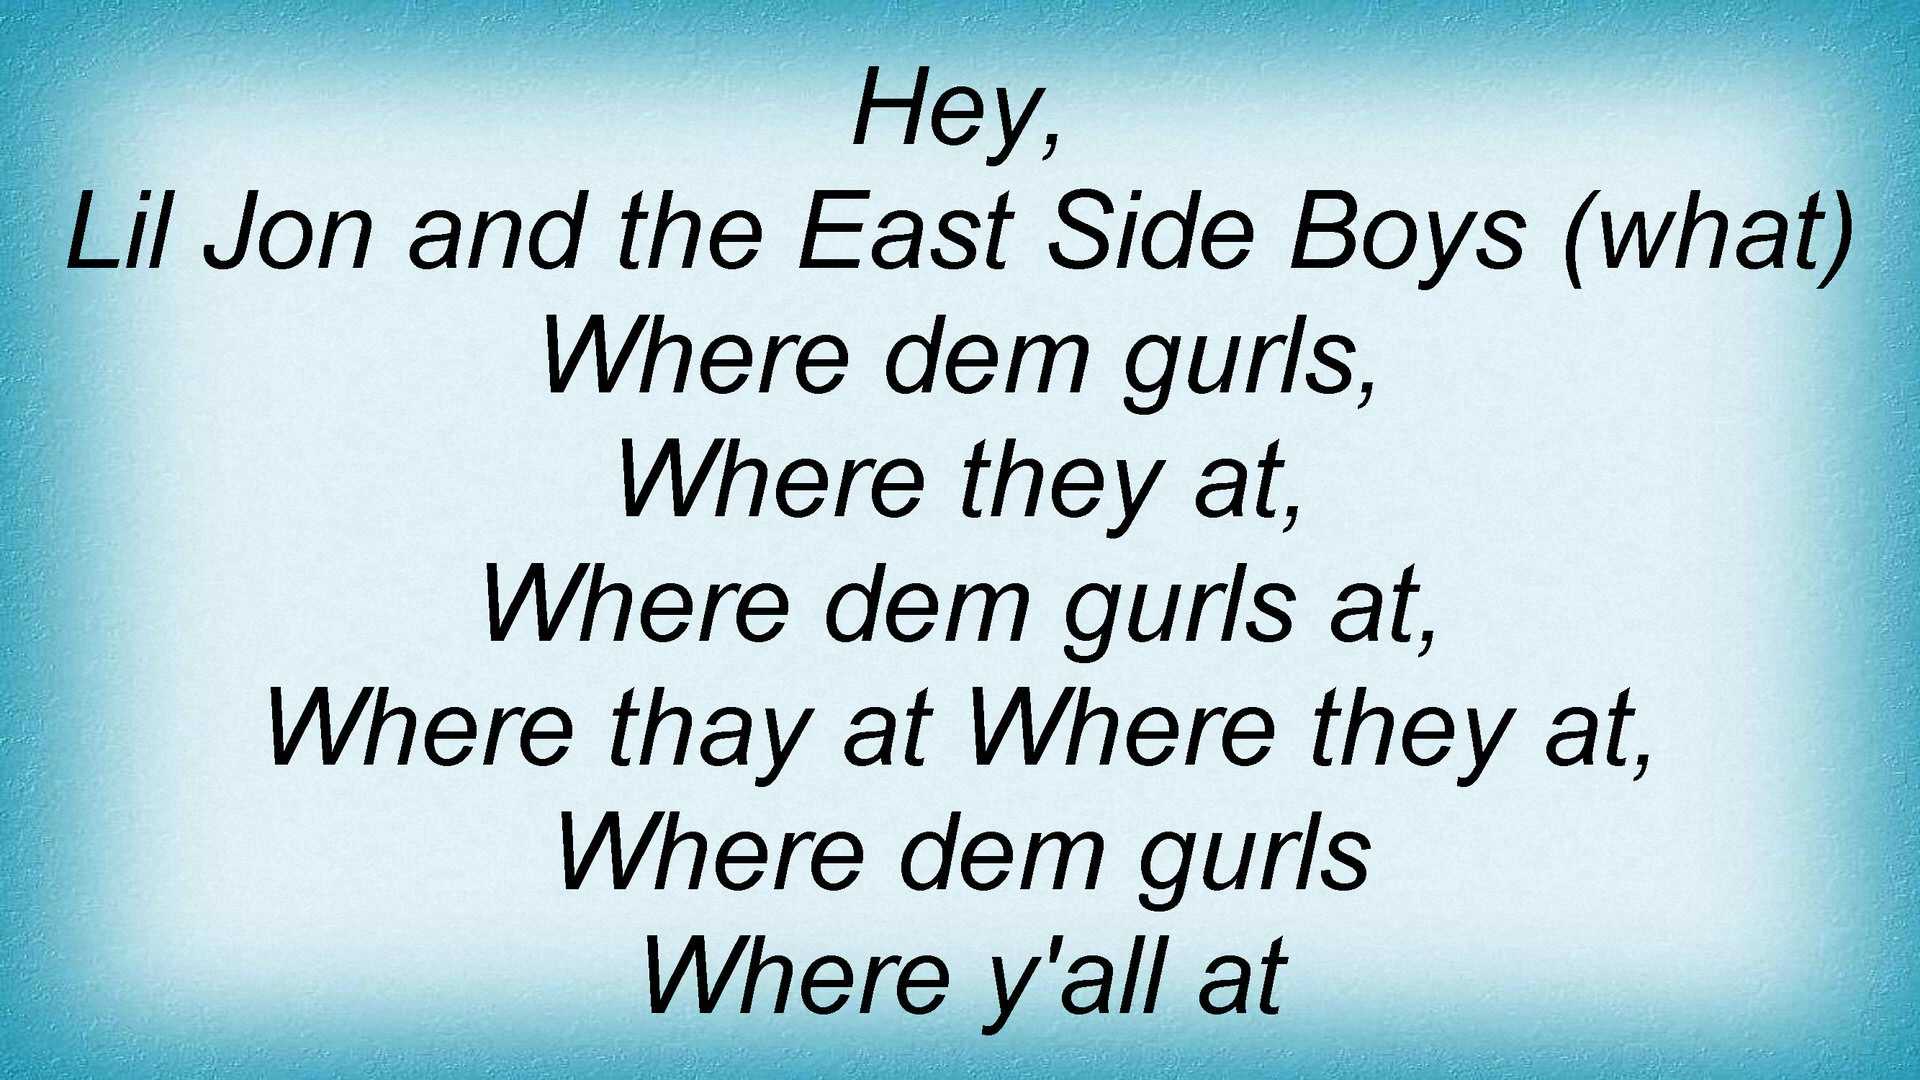 Hey,
Lil Jon and the East Side Boys (what)
Where dem gurls,
Where they at,
Where dem gurls at,
Where thay at Where they at,
Where dem gurls
Where y'all at